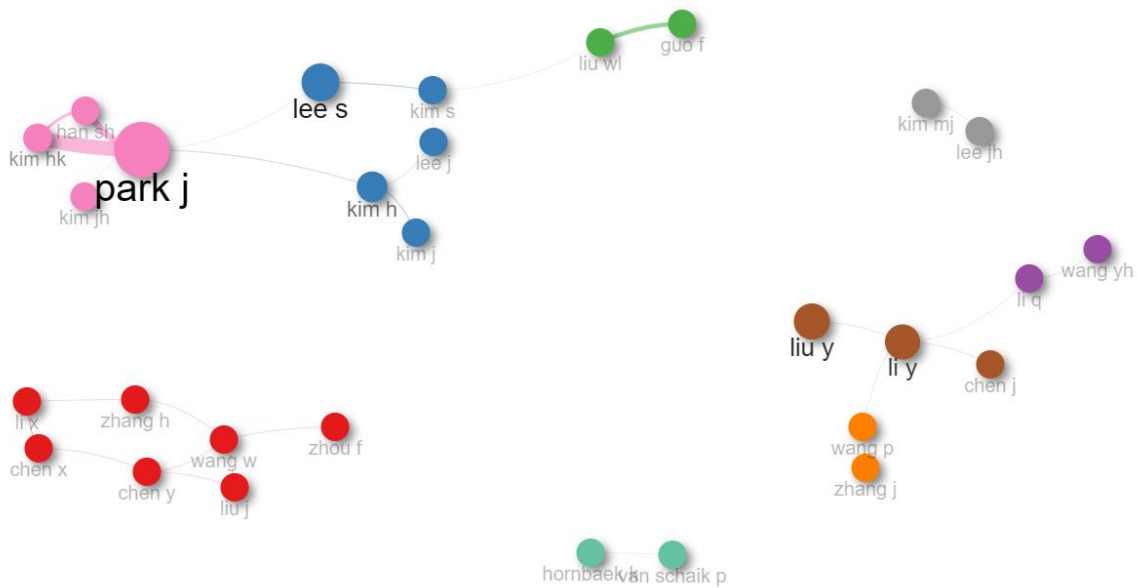 guo f
liu wl
lee s
kim s
kim mj
han sh
lee jh
kim hk
lee j
park j
kim h
kim jh
kim j
wang yh
li q
liu y
li y
chen j
li x
zhang h
wang p
zhou f
wang w
chen x
chen y
zhang j
liu j
hornbaek k
van schaik p